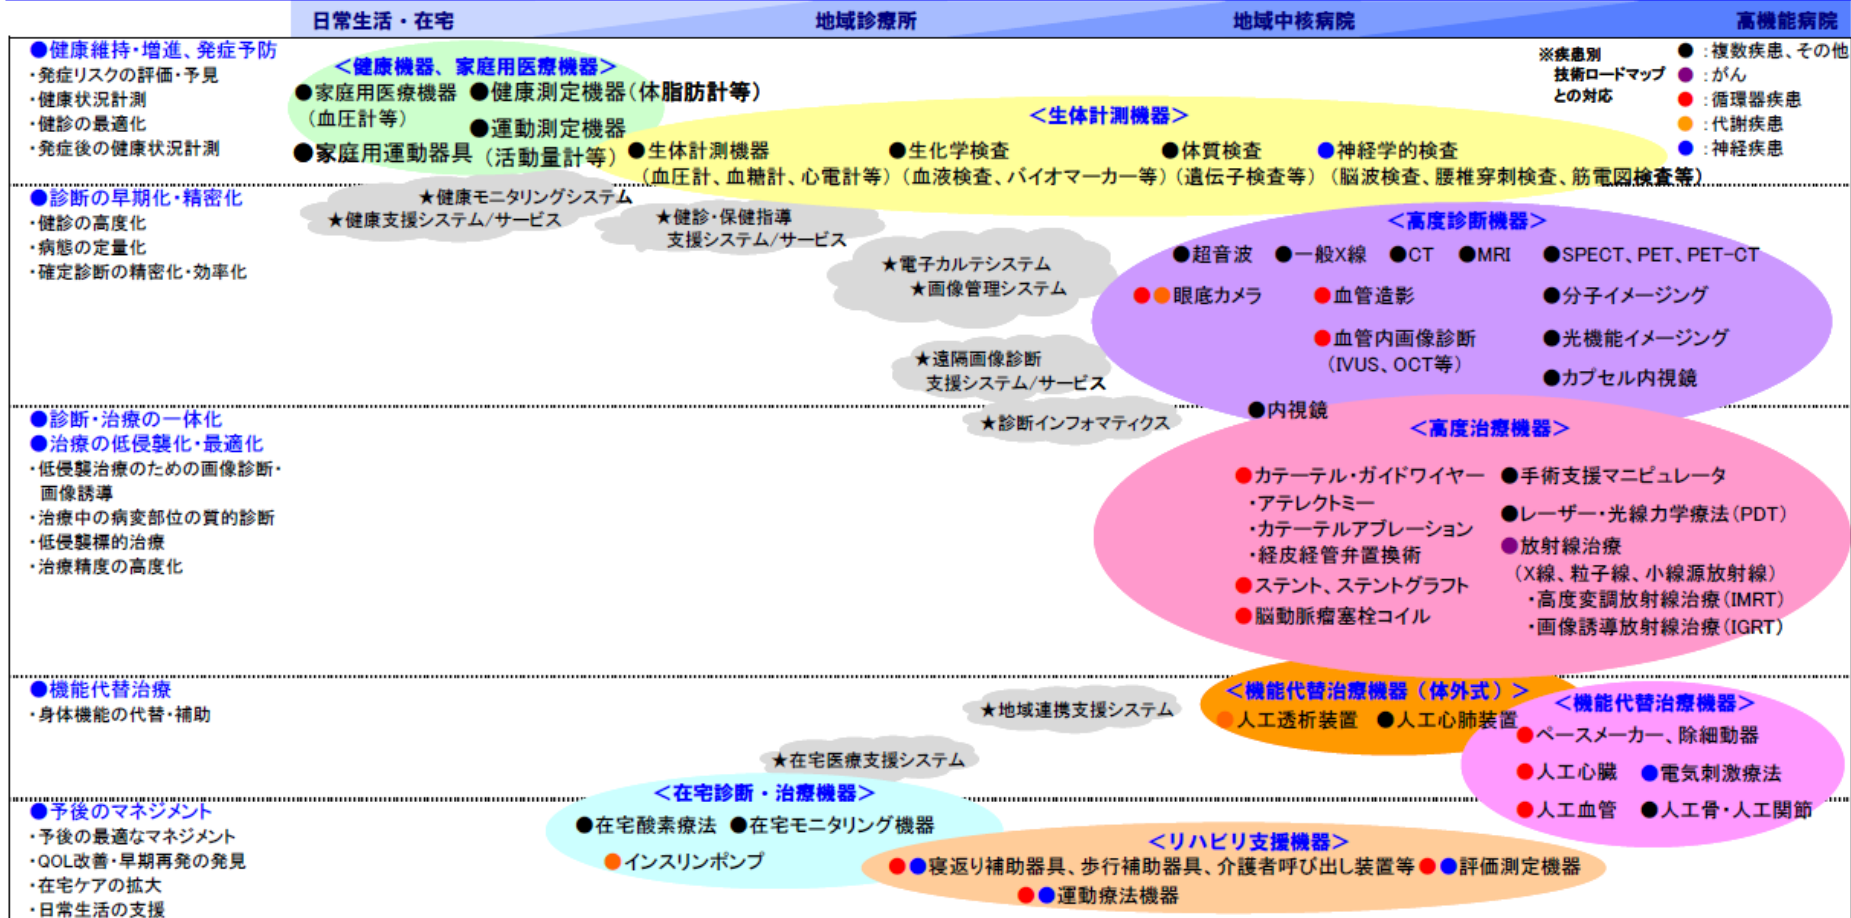 日常生活・在宅 地域診療所 地域中核病院 高機能病院
●健康維持・増進、発症予防
・発症リスクの評価・予見
・健康状況計測
・健診の最適化
・発症後の健康状況計測
＜健康機器、家庭用医療機器＞
●家庭用医療機器 ●健康測定機器（体脂肪計等）
（血圧計等）
●運動測定機器
●家庭用運動器具 （活動量計等）
＜生体計測機器＞
●生体計測機器 ●生化学検査 ●体質検査 ●神経学的検査
（血圧計、血糖計、心電計等）（血液検査、バイオマーカー等）（遺伝子検査等）（脳波検査、腰椎穿刺検査、筋電図検査等）
※疾患別
技術ロードマップ
との対応
●：複数疾患、その他
●：がん
●：循環器疾患
●：代謝疾患
●：神経疾患
●診断の早期化・精密化
・健診の高度化
・病態の定量化
・確定診断の精密化・効率化
★健康モニタリングシステム
★健康支援システム/サービス
★健診・保健指導
支援システム/サービス
★電子カルテシステム
★画像管理システム
★遠隔画像診断
支援システム/サービス
＜高度診断機器＞
●超音波 ●一般X線 ●CT ●MRI ●SPECT、PET、PET-CT
●●眼底カメラ ●血管造影 ●分子イメージング
●血管内画像診断 ●光機能イメージング
（IVUS、OCT等）
●カプセル内視鏡
●内視鏡
●診断・治療の一体化
●治療の低侵襲化・最適化
・低侵襲治療のための画像診断・
画像誘導
・治療中の病変部位の質的診断
・低侵襲標的治療
・治療精度の高度化
★診断インフォマティクス
＜高度治療機器＞
●カテーテル・ガイドワイヤー ●手術支援マニピュレータ
・アテレクトミー
・カテーテルアブレーション
・経皮経管弁置換術
●ステント、ステントグラフト
●脳動脈瘤塞栓コイル
●レーザー・光線力学療法（PDT）
●放射線治療
（X線、粒子線、小線源放射線）
・高度変調放射線治療（IMRT）
・画像誘導放射線治療（IGRT）
●機能代替治療
・身体機能の代替・補助
★地域連携支援システム
★在宅医療支援システム
＜機能代替治療機器（体外式）＞
●人工透析装置 ●人工心肺装置
＜機能代替治療機器＞
●ペースメーカー、除細動器
●人工心臓 ●電気刺激療法
●人工血管 ●人工骨・人工関節
●予後のマネジメント
・予後の最適なマネジメント
・QOL改善・早期再発の発見
・在宅ケアの拡大
・日常生活の支援
＜在宅診断・治療機器＞
●在宅酸素療法 ●在宅モニタリング機器
●インスリンポンプ
＜リハビリ支援機器＞
●●寝返り補助器具、歩行補助器具、介護者呼び出し装置等 ●●評価測定機器
●●運動療法機器